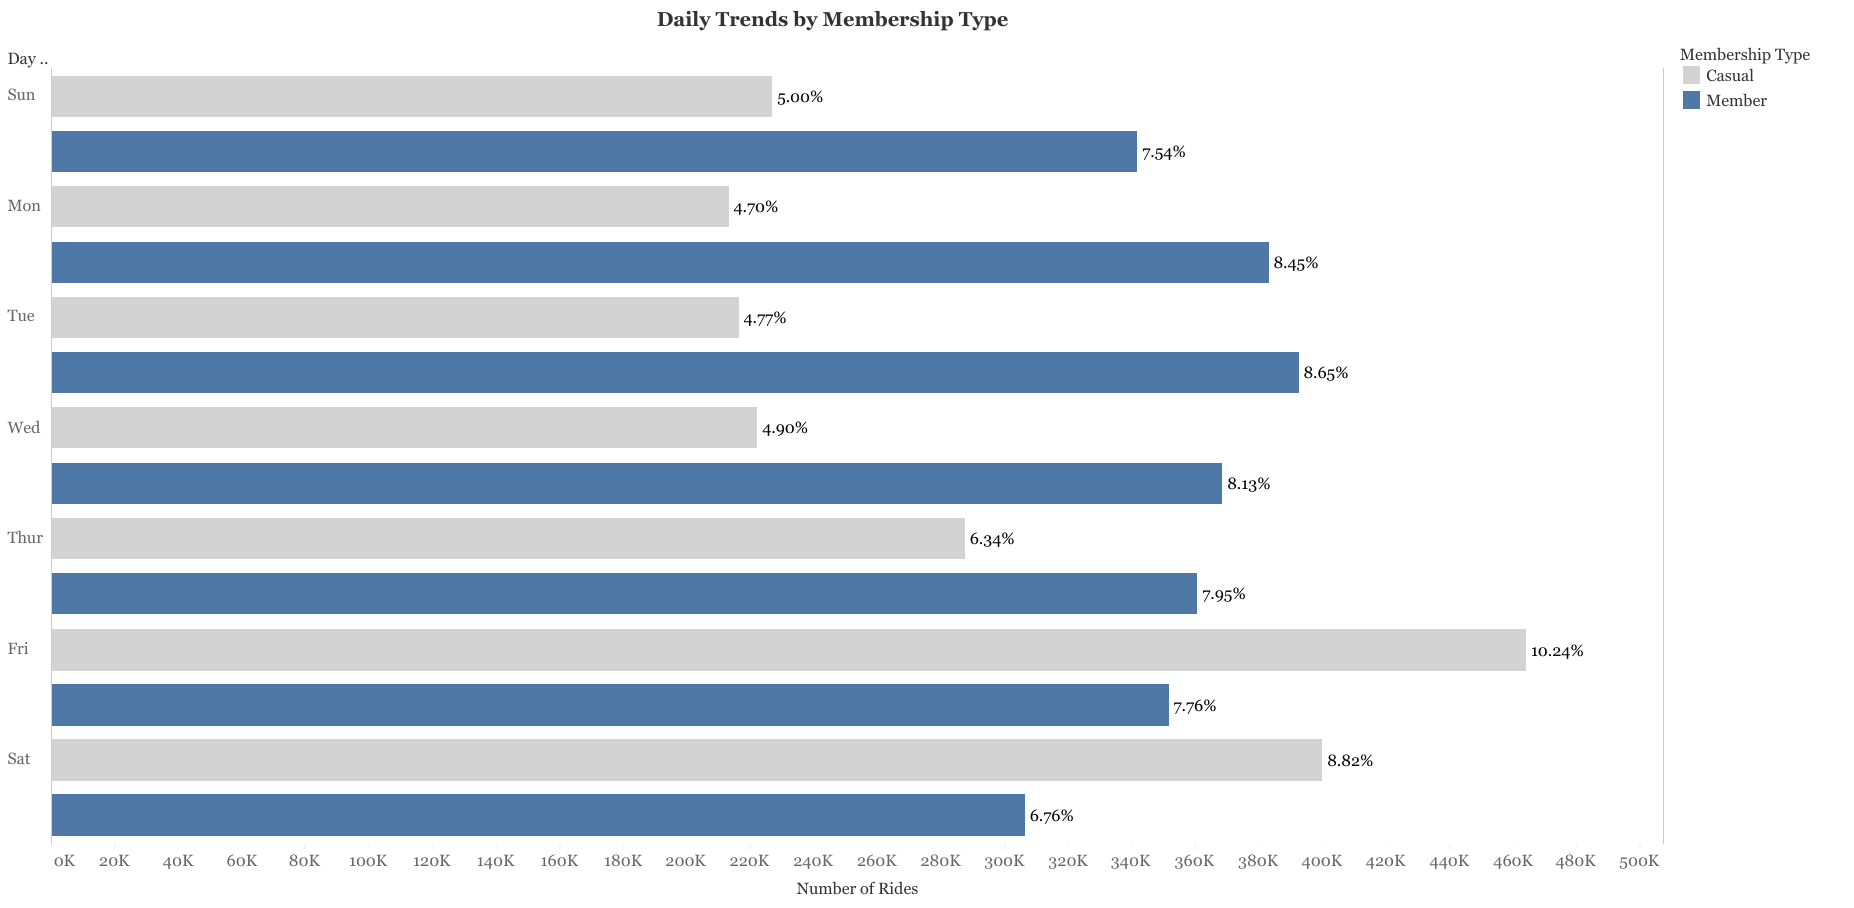 Daily Trends by Membership Type
Day ..
Membership Type
Casual
Member
Sun
5.00%
7.54%
Mon
4.70%
8.45%
Tue
4.77%
8.65%
Wed
4.90%
8.13%
Thur
6.34%
7.95%
Fri
10.24%
7.76%
Sat
8.82%
6.76%
0K 20K 40K 60K 80K 100K 120K 140K 160K 180K 200K 220K 240K 260K 280K 300K 320K 340K 360K 380K 400K 420K 440K 460K 480K 500K
Number of Rides